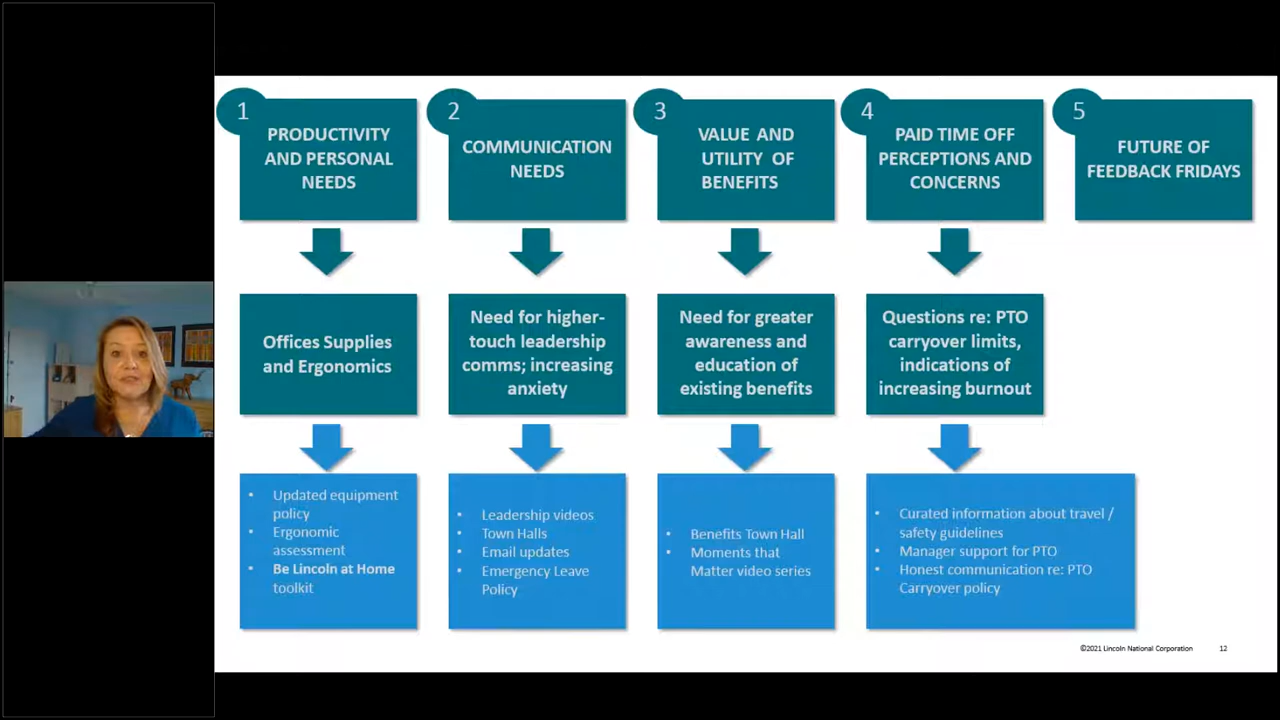 1
PRODUCTIVITY
AND PERSONAL
NEEDS
2
COMMUNICATION
NEEDS
3
VALUE AND
UTILITY OF
BENEFITS
4
PAID TIME OFF
PERCEPTIONS AND
CONCERNS
5
FUTURE OF
FEEDBACK FRIDAYS
Offices Supplies
and Ergonomics
Need for higher-
touch leadership
comms; increasing
anxiety
Need for greater
awareness and
education of
existing benefits
Questions re: PTO
carryover limits,
indications of
increasing burnout
• Updated equipment
policy
• Ergonomic
assessment
• Be Lincoln at Home
toolkit
• Leadership videos
• Town Halls
• Email updates
• Emergency Leave
Policy
• Benefits Town Hall
• Moments that
Matter video series
• Curated information about travel /
safety guidelines
• Manager support for PTO
• Honest communication re: PTO
Carryover policy
©2021 Lincoln National Corporation 12